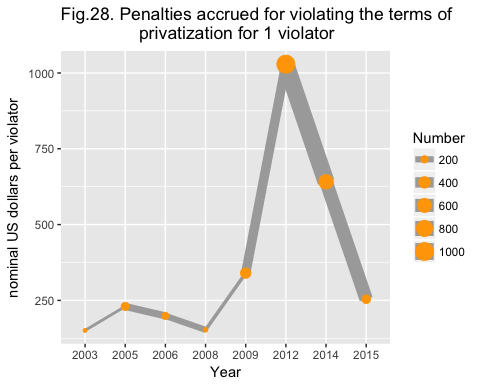 Fig.28. Penalties accrued for violating the terms of
privatization for 1 violator
nominal US dollars per violator
1000
750
500
250
2003 2005 2006 2008 2009 2012 2014 2015
Year
Number
200
400
600
800
1000